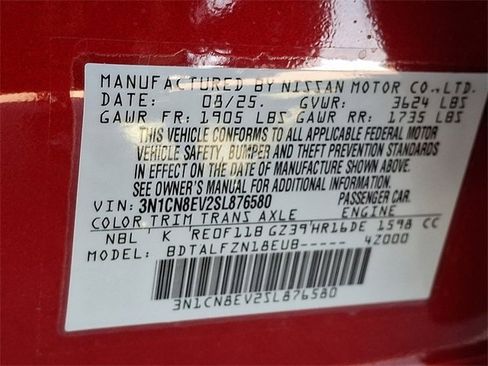 MANUFACTURED BY NISSAN MOTOR CO., LTD.
DATE: 08/25. GVWR: 3624 LBS
GAWR FR: 1905 LBS GAWR RR: 1735 LBS
THIS VEHICLE CONFORMS TO ALL APPLICABLE FEDERAL MOTOR
VEHICLE SAFETY, BUMPER AND THEFT PREVENTION STANDARDS
IN EFFECT ON THE DATE OF MANUFACTURE SHOWN ABOVE.
SEE OWNER'S MANUAL FOR ADDITIONAL INFORMATION.
VIN: 3N1CN8EV2SL876580 PASSENGER CAR.
COLOR TRIM TRANS AXLE ENGINE
NBL K RE0F11B GZ39 HR16DE 1598 CC
MODEL: BDTALFZN18EUB----- 42000
3N1CN8EV2SL876580